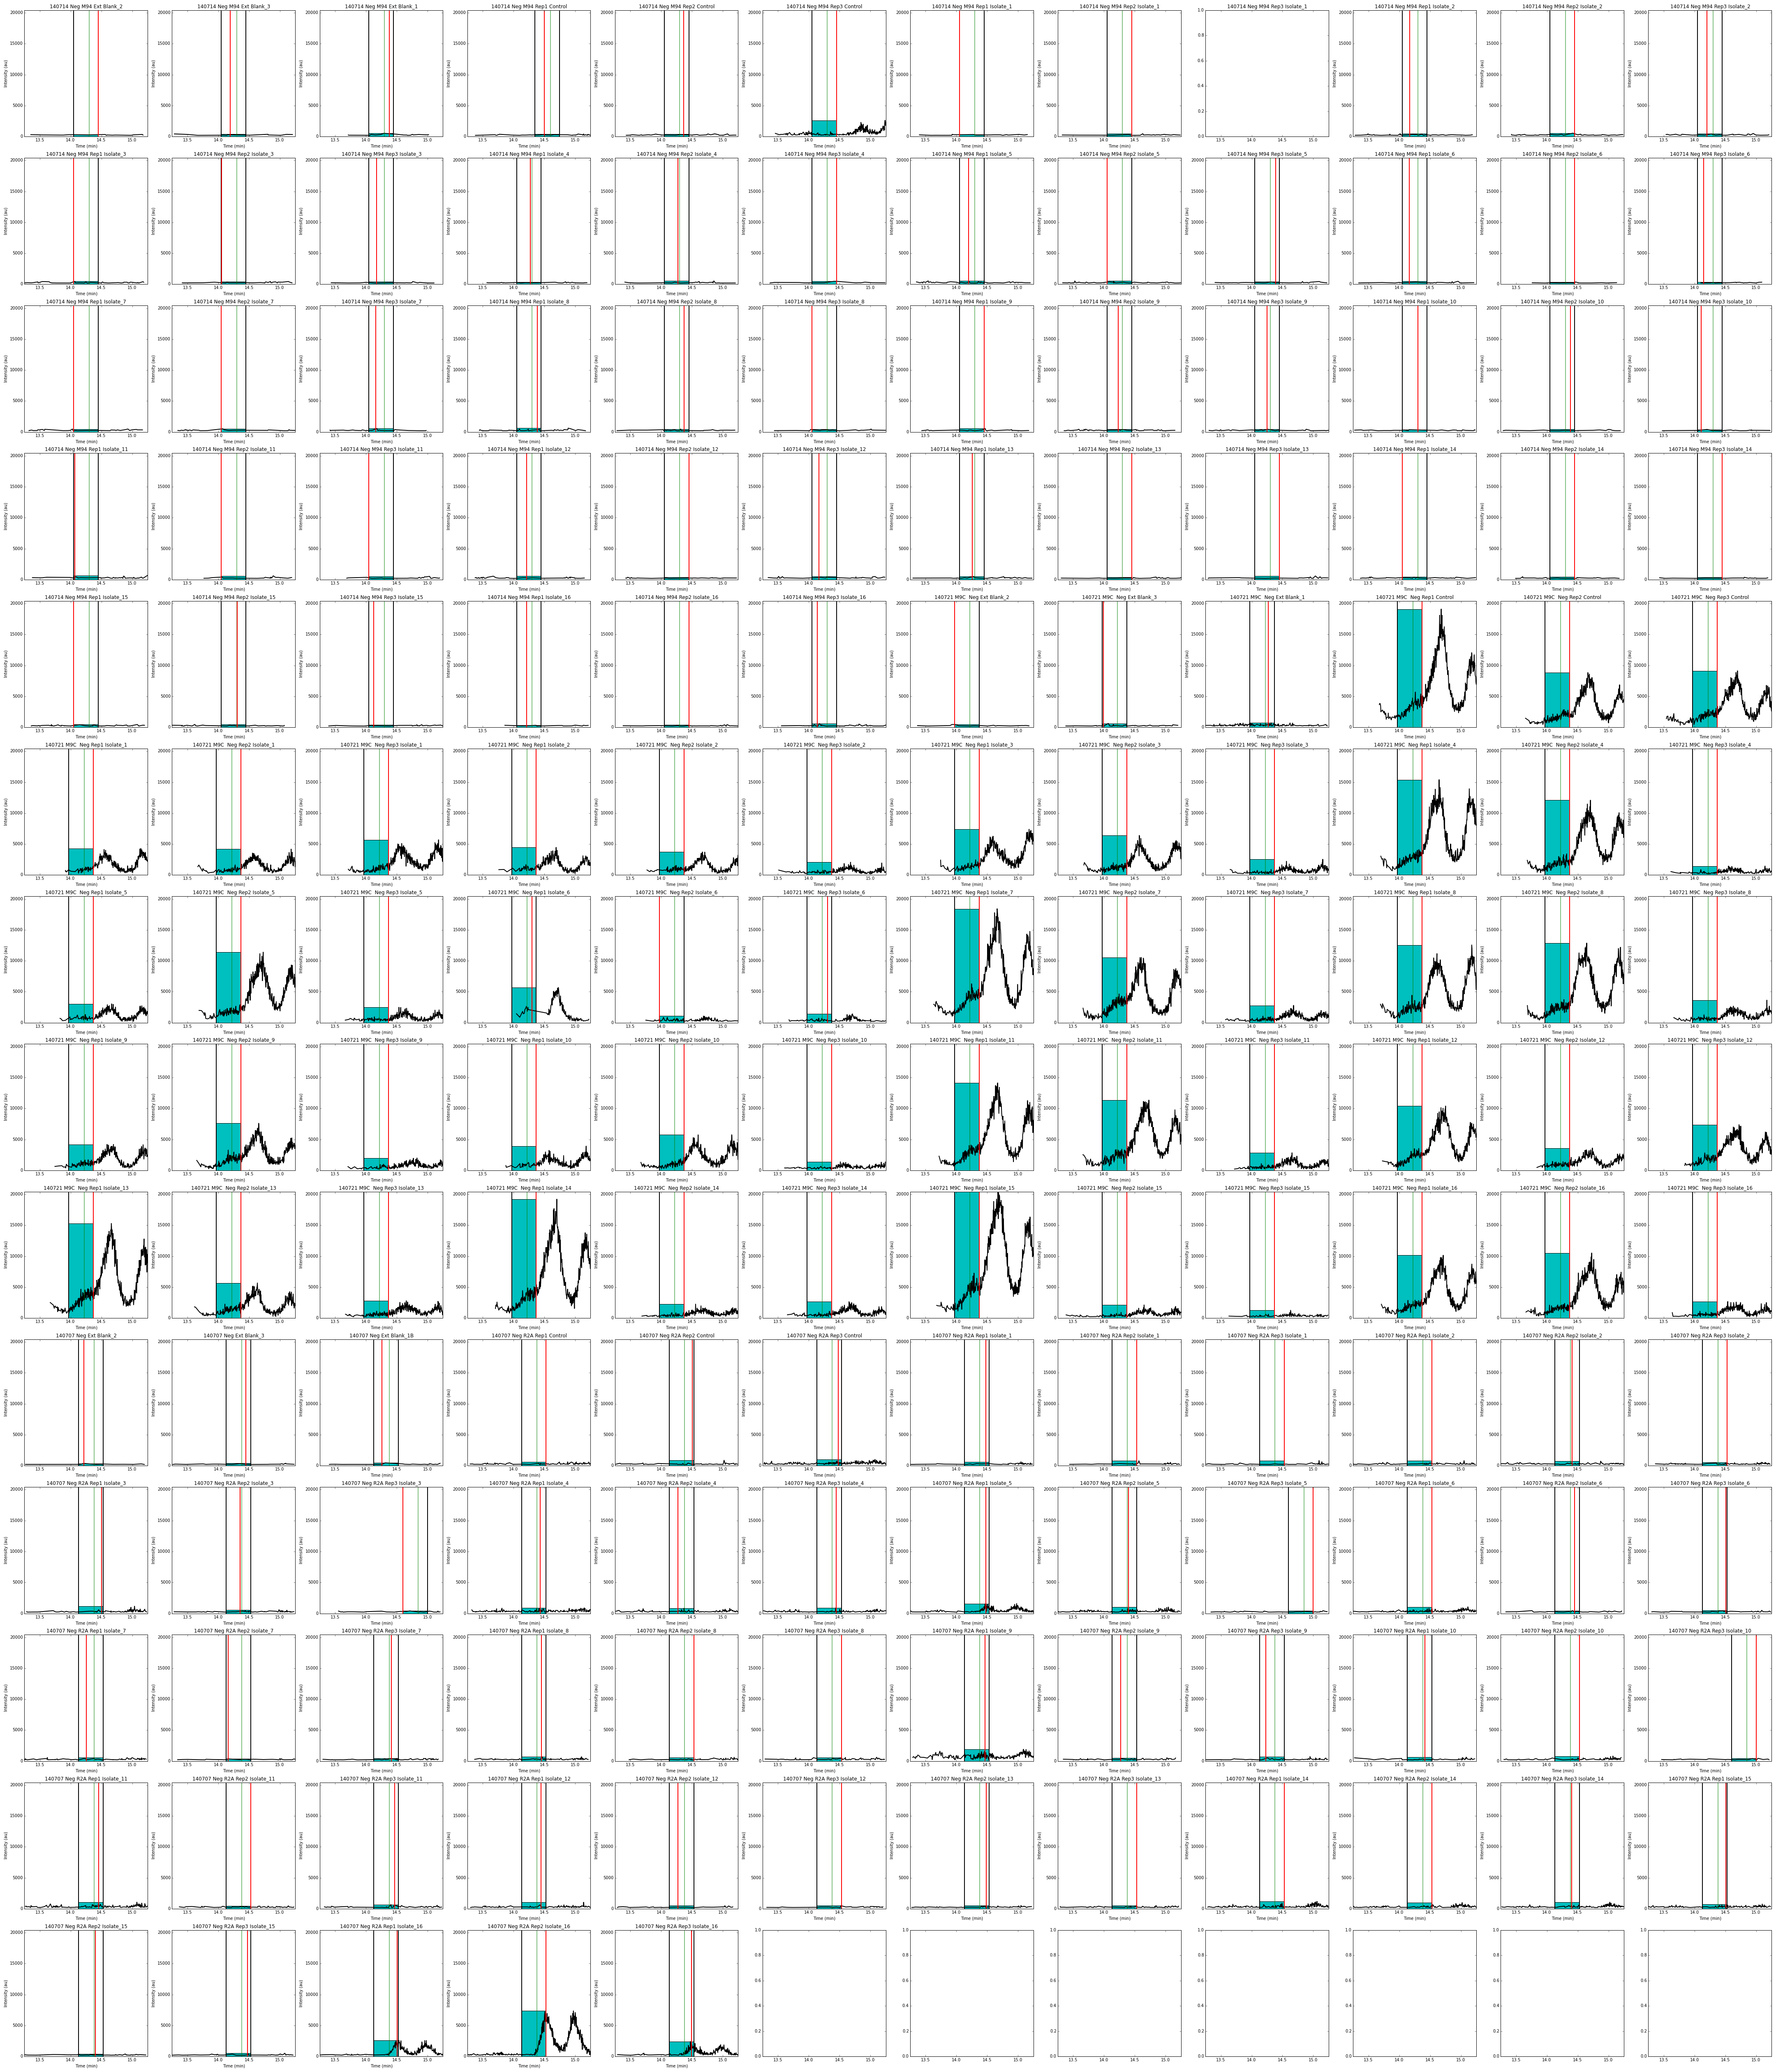 140714 Neg M94 Ext Blank_2
140714 Neg M94 Ext Blank_3
140714 Neg M94 Ext Blank_1
140714 Neg M94 Rep1 Control
140714 Neg M94 Rep2 Control
140714 Neg M94 Rep3 Control
140714 Neg M94 Rep1 Isolate_1
140714 Neg M94 Rep2 Isolate_1
140714 Neg M94 Rep3 Isolate_1
140714 Neg M94 Rep1 Isolate_2
140714 Neg M94 Rep2 Isolate_2
140714 Neg M94 Rep3 Isolate_2
Intensity (au)
20000
15000
10000
5000
0
13.5 14.0 14.5 15.0
Time (min)
140714 Neg M94 Rep1 Isolate_3
140714 Neg M94 Rep2 Isolate_3
140714 Neg M94 Rep3 Isolate_3
140714 Neg M94 Rep1 Isolate_4
140714 Neg M94 Rep2 Isolate_4
140714 Neg M94 Rep3 Isolate_4
140714 Neg M94 Rep1 Isolate_5
140714 Neg M94 Rep2 Isolate_5
140714 Neg M94 Rep3 Isolate_5
140714 Neg M94 Rep1 Isolate_6
140714 Neg M94 Rep2 Isolate_6
140714 Neg M94 Rep3 Isolate_6
140714 Neg M94 Rep1 Isolate_7
140714 Neg M94 Rep2 Isolate_7
140714 Neg M94 Rep3 Isolate_7
140714 Neg M94 Rep1 Isolate_8
140714 Neg M94 Rep2 Isolate_8
140714 Neg M94 Rep3 Isolate_8
140714 Neg M94 Rep1 Isolate_9
140714 Neg M94 Rep2 Isolate_9
140714 Neg M94 Rep3 Isolate_9
140714 Neg M94 Rep1 Isolate_10
140714 Neg M94 Rep2 Isolate_10
140714 Neg M94 Rep3 Isolate_10
140714 Neg M94 Rep1 Isolate_11
140714 Neg M94 Rep2 Isolate_11
140714 Neg M94 Rep3 Isolate_11
140714 Neg M94 Rep1 Isolate_12
140714 Neg M94 Rep2 Isolate_12
140714 Neg M94 Rep3 Isolate_12
140714 Neg M94 Rep1 Isolate_13
140714 Neg M94 Rep2 Isolate_13
140714 Neg M94 Rep3 Isolate_13
140714 Neg M94 Rep1 Isolate_14
140714 Neg M94 Rep2 Isolate_14
140714 Neg M94 Rep3 Isolate_14
140714 Neg M94 Rep1 Isolate_15
140714 Neg M94 Rep2 Isolate_15
140714 Neg M94 Rep3 Isolate_15
140714 Neg M94 Rep1 Isolate_16
140714 Neg M94 Rep2 Isolate_16
140714 Neg M94 Rep3 Isolate_16
140721 M9C Neg Ext Blank_2
140721 M9C Neg Ext Blank_3
140721 M9C Neg Ext Blank_1
140721 M9C Neg Rep1 Control
140721 M9C Neg Rep2 Control
140721 M9C Neg Rep3 Control
140721 M9C Neg Rep1 Isolate_1
140721 M9C Neg Rep2 Isolate_1
140721 M9C Neg Rep3 Isolate_1
140721 M9C Neg Rep1 Isolate_2
140721 M9C Neg Rep2 Isolate_2
140721 M9C Neg Rep3 Isolate_2
140721 M9C Neg Rep1 Isolate_3
140721 M9C Neg Rep2 Isolate_3
140721 M9C Neg Rep3 Isolate_3
140721 M9C Neg Rep1 Isolate_4
140721 M9C Neg Rep2 Isolate_4
140721 M9C Neg Rep3 Isolate_4
140721 M9C Neg Rep1 Isolate_5
140721 M9C Neg Rep2 Isolate_5
140721 M9C Neg Rep3 Isolate_5
140721 M9C Neg Rep1 Isolate_6
140721 M9C Neg Rep2 Isolate_6
140721 M9C Neg Rep3 Isolate_6
140721 M9C Neg Rep1 Isolate_7
140721 M9C Neg Rep2 Isolate_7
140721 M9C Neg Rep3 Isolate_7
140721 M9C Neg Rep1 Isolate_8
140721 M9C Neg Rep2 Isolate_8
140721 M9C Neg Rep3 Isolate_8
140721 M9C Neg Rep1 Isolate_9
140721 M9C Neg Rep2 Isolate_9
140721 M9C Neg Rep3 Isolate_9
140721 M9C Neg Rep1 Isolate_10
140721 M9C Neg Rep2 Isolate_10
140721 M9C Neg Rep3 Isolate_10
140721 M9C Neg Rep1 Isolate_11
140721 M9C Neg Rep2 Isolate_11
140721 M9C Neg Rep3 Isolate_11
140721 M9C Neg Rep1 Isolate_12
140721 M9C Neg Rep2 Isolate_12
140721 M9C Neg Rep3 Isolate_12
140721 M9C Neg Rep1 Isolate_13
140721 M9C Neg Rep2 Isolate_13
140721 M9C Neg Rep3 Isolate_13
140721 M9C Neg Rep1 Isolate_14
140721 M9C Neg Rep2 Isolate_14
140721 M9C Neg Rep3 Isolate_14
140721 M9C Neg Rep1 Isolate_15
140721 M9C Neg Rep2 Isolate_15
140721 M9C Neg Rep3 Isolate_15
140721 M9C Neg Rep1 Isolate_16
140721 M9C Neg Rep2 Isolate_16
140721 M9C Neg Rep3 Isolate_16
140707 Neg Ext Blank_2
140707 Neg Ext Blank_3
140707 Neg Ext Blank_1B
140707 Neg R2A Rep1 Control
140707 Neg R2A Rep2 Control
140707 Neg R2A Rep3 Control
140707 Neg R2A Rep1 Isolate_1
140707 Neg R2A Rep2 Isolate_1
140707 Neg R2A Rep3 Isolate_1
140707 Neg R2A Rep1 Isolate_2
140707 Neg R2A Rep2 Isolate_2
140707 Neg R2A Rep3 Isolate_2
140707 Neg R2A Rep1 Isolate_3
140707 Neg R2A Rep2 Isolate_3
140707 Neg R2A Rep3 Isolate_3
140707 Neg R2A Rep1 Isolate_4
140707 Neg R2A Rep2 Isolate_4
140707 Neg R2A Rep3 Isolate_4
140707 Neg R2A Rep1 Isolate_5
140707 Neg R2A Rep2 Isolate_5
140707 Neg R2A Rep3 Isolate_5
140707 Neg R2A Rep1 Isolate_6
140707 Neg R2A Rep2 Isolate_6
140707 Neg R2A Rep3 Isolate_6
140707 Neg R2A Rep1 Isolate_7
140707 Neg R2A Rep2 Isolate_7
140707 Neg R2A Rep3 Isolate_7
140707 Neg R2A Rep1 Isolate_8
140707 Neg R2A Rep2 Isolate_8
140707 Neg R2A Rep3 Isolate_8
140707 Neg R2A Rep1 Isolate_9
140707 Neg R2A Rep2 Isolate_9
140707 Neg R2A Rep3 Isolate_9
140707 Neg R2A Rep1 Isolate_10
140707 Neg R2A Rep2 Isolate_10
140707 Neg R2A Rep3 Isolate_10
140707 Neg R2A Rep1 Isolate_11
140707 Neg R2A Rep2 Isolate_11
140707 Neg R2A Rep3 Isolate_11
140707 Neg R2A Rep1 Isolate_12
140707 Neg R2A Rep2 Isolate_12
140707 Neg R2A Rep3 Isolate_12
140707 Neg R2A Rep2 Isolate_13
140707 Neg R2A Rep3 Isolate_13
140707 Neg R2A Rep1 Isolate_14
140707 Neg R2A Rep2 Isolate_14
140707 Neg R2A Rep3 Isolate_14
140707 Neg R2A Rep1 Isolate_15
140707 Neg R2A Rep2 Isolate_15
140707 Neg R2A Rep3 Isolate_15
140707 Neg R2A Rep1 Isolate_16
140707 Neg R2A Rep2 Isolate_16
140707 Neg R2A Rep3 Isolate_16
1.0
0.8
0.6
0.4
0.2
0.0
13.5 14.0 14.5 15.0
Time (min)